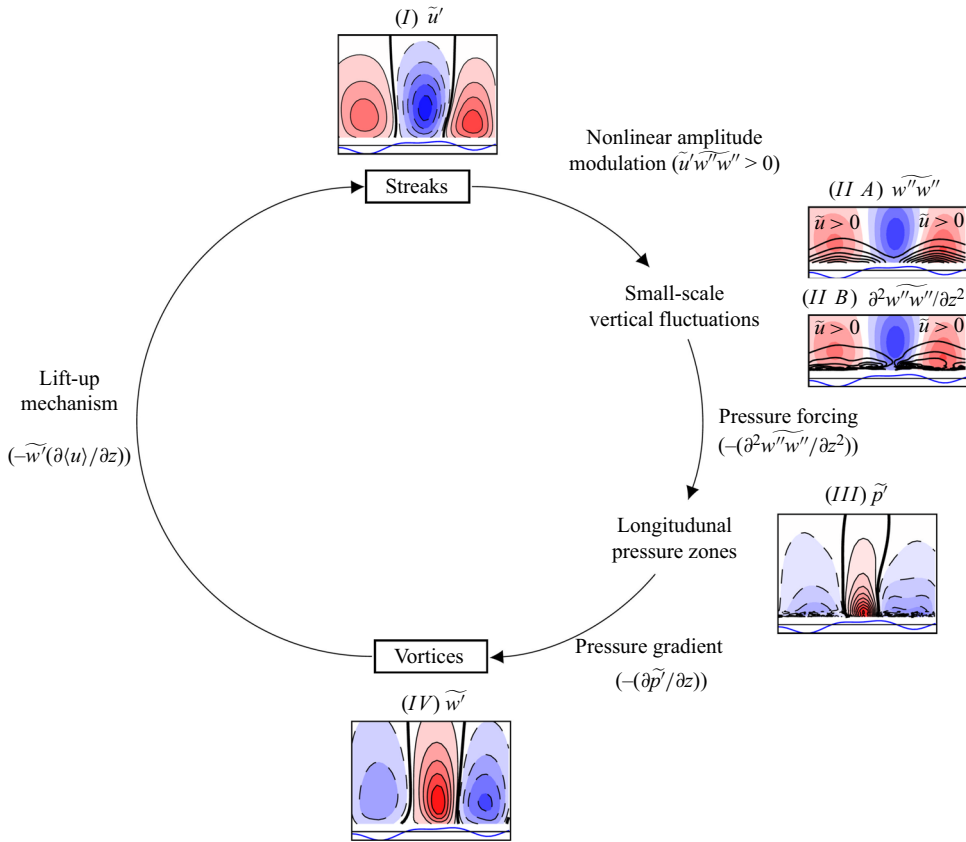 (I) ũ′
Nonlinear amplitude
modulation (ũ′w͠″w″ > 0)
Streaks
(II A) w͠″w″
ũ > 0 ũ > 0
Small-scale
vertical fluctuations
(II B) ∂²w͠″w″/∂z²
ũ > 0 ũ > 0
Lift-up
mechanism
(−w̃′(∂⟨u⟩/∂z))
Pressure forcing
(−(∂²w͠″w″/∂z²))
(III) p̃′
Longitudunal
pressure zones
Vortices
Pressure gradient
(−(∂p̃′/∂z))
(IV) w̃′